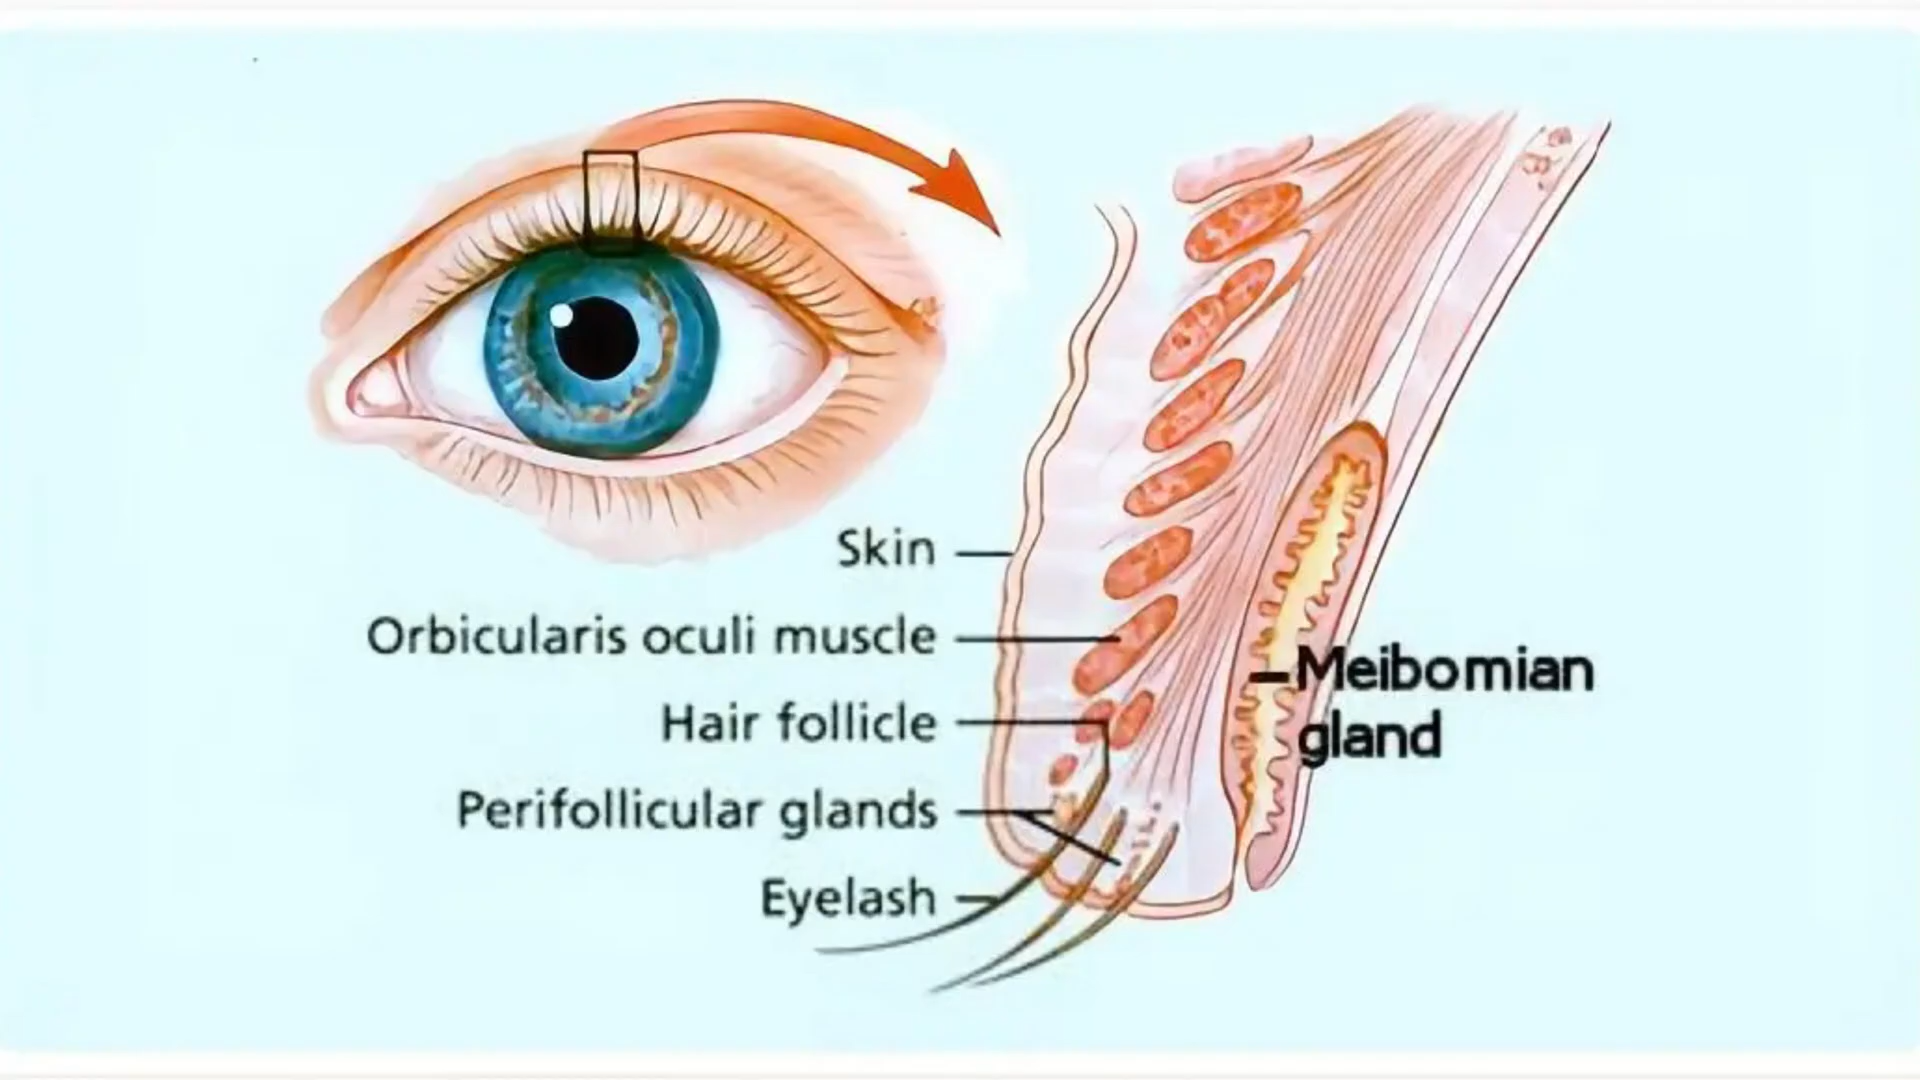 Skin
Orbicularis oculi muscle
Hair follicle
Perifollicular glands
Eyelash
Meibomian
gland